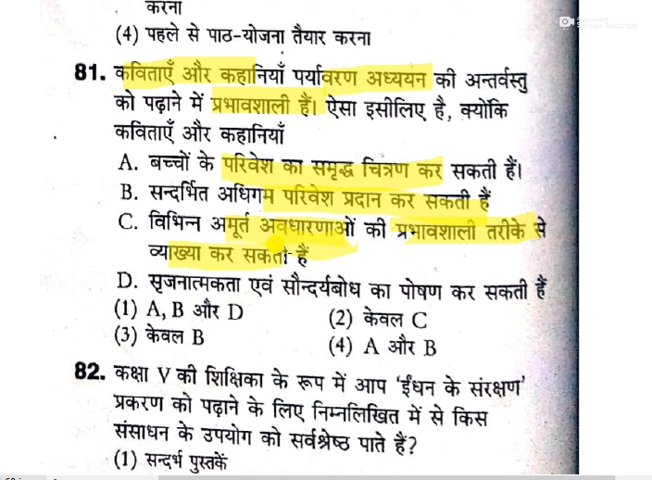 करना
(4) पहले से पाठ-योजना तैयार करना
81. कविताएँ और कहानियाँ पर्यावरण अध्ययन की अन्तर्वस्तु
को पढ़ाने में प्रभावशाली हैं। ऐसा इसीलिए है, क्योंकि
कविताएँ और कहानियाँ
A. बच्चों के परिवेश का समृद्ध चित्रण कर सकती हैं।
B. सन्दर्भित अधिगम परिवेश प्रदान कर सकती हैं
C. विभिन्न अमूर्त अवधारणाओं की प्रभावशाली तरीके से
व्याख्या कर सकती हैं
D. सृजनात्मकता एवं सौन्दर्यबोध का पोषण कर सकती हैं
(1) A, B और D
(2) केवल C
(3) केवल B
(4) A और B
82. कक्षा V की शिक्षिका के रूप में आप ‘ईंधन के संरक्षण’
प्रकरण को पढ़ाने के लिए निम्नलिखित में से किस
संसाधन के उपयोग को सर्वश्रेष्ठ पाते हैं?
(1) सन्दर्भ पुस्तकें